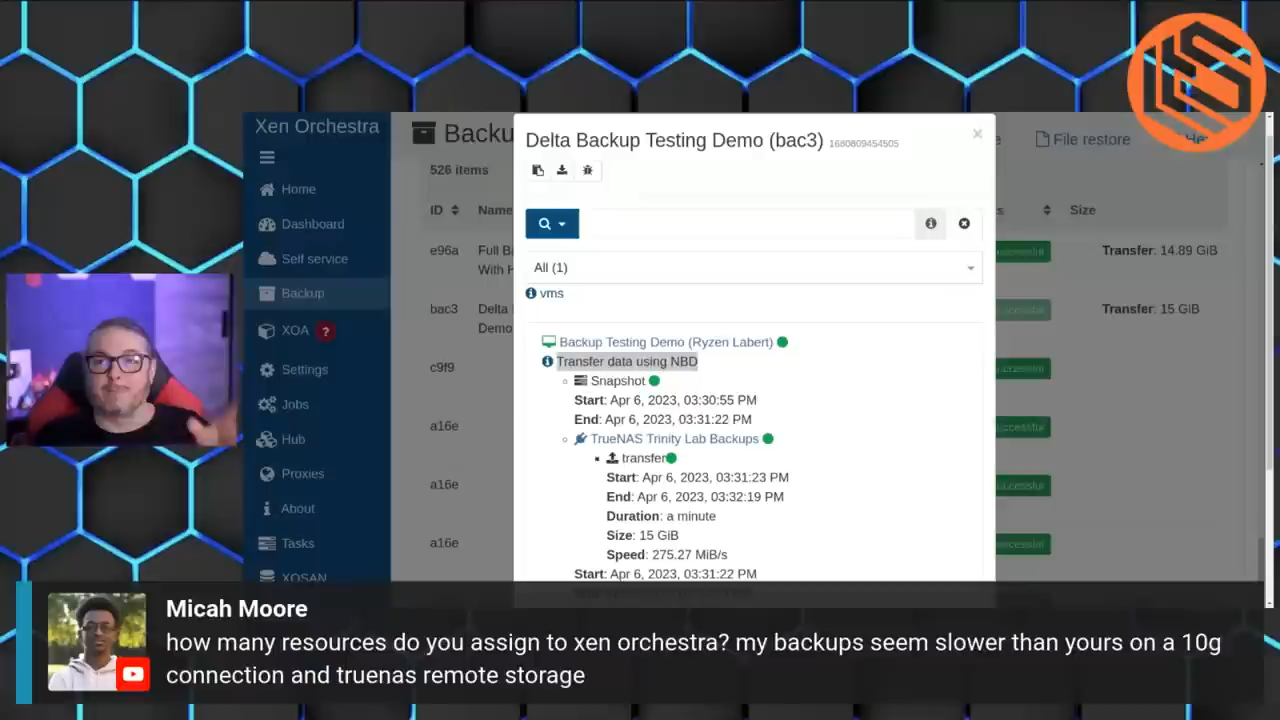 Xen Orchestra
Home
Dashboard
Self service
Backup
XOA ?
Settings
Jobs
Hub
Proxies
About
Tasks
XOSAN
Backu
File restore
526 items
ID Name Size
e96a Full B Transfer: 14.89 GiB
With H
bac3 Delta Transfer: 15 GiB
Demo
c9f9
a16e
a16e
a16e
Delta Backup Testing Demo (bac3) 1680809454505
All (1)
vms
Backup Testing Demo (Ryzen Labert)
Transfer data using NBD
Snapshot
Start: Apr 6, 2023, 03:30:55 PM
End: Apr 6, 2023, 03:31:22 PM
TrueNAS Trinity Lab Backups
transfer
Start: Apr 6, 2023, 03:31:23 PM
End: Apr 6, 2023, 03:32:19 PM
Duration: a minute
Size: 15 GiB
Speed: 275.27 MiB/s
Start: Apr 6, 2023, 03:31:22 PM
Micah Moore
how many resources do you assign to xen orchestra? my backups seem slower than yours on a 10g
connection and truenas remote storage